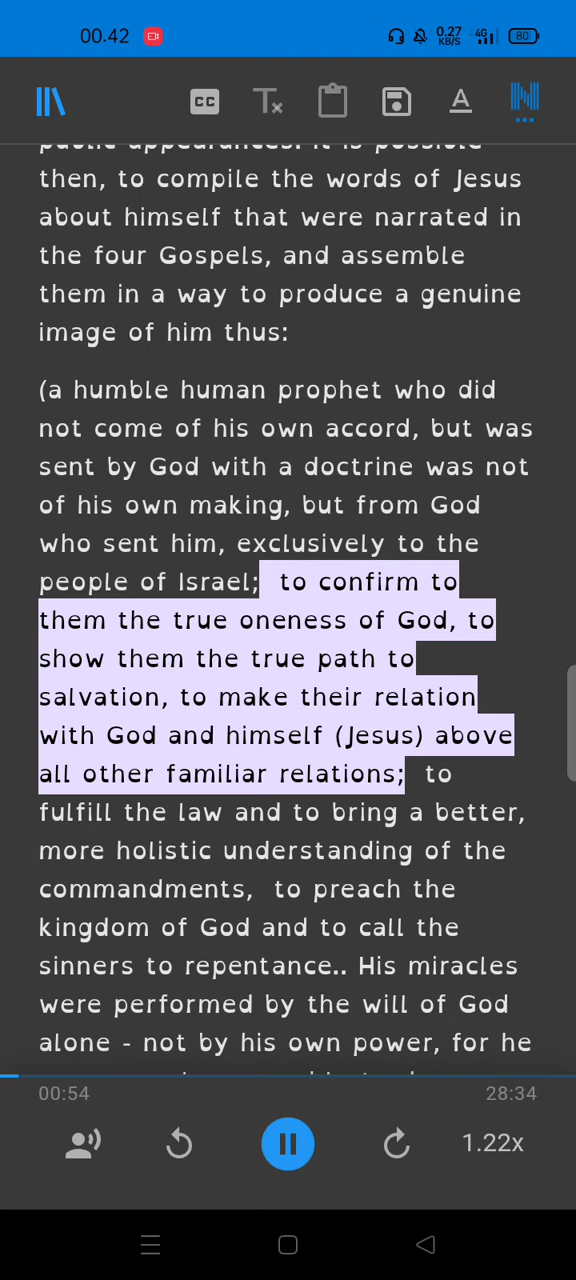 00.42
0.27
KB/S
4G
80
CC
public appearances. It is possible
then, to compile the words of Jesus
about himself that were narrated in
the four Gospels, and assemble
them in a way to produce a genuine
image of him thus:
(a humble human prophet who did
not come of his own accord, but was
sent by God with a doctrine was not
of his own making, but from God
who sent him, exclusively to the
people of Israel; to confirm to
them the true oneness of God, to
show them the true path to
salvation, to make their relation
with God and himself (Jesus) above
all other familiar relations; to
fulfill the law and to bring a better,
more holistic understanding of the
commandments, to preach the
kingdom of God and to call the
sinners to repentance.. His miracles
were performed by the will of God
alone - not by his own power, for he
00:54
28:34
1.22x